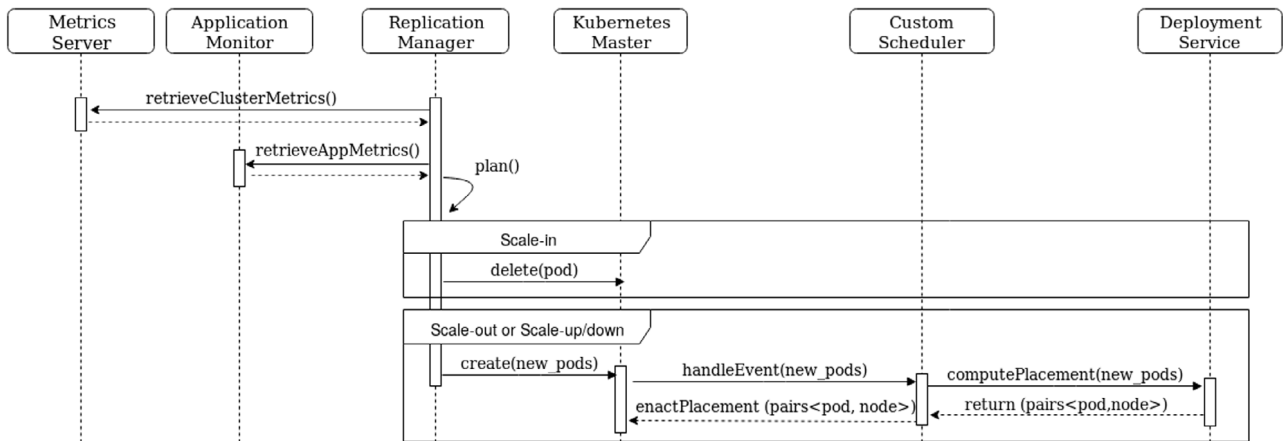 Metrics
Server
Application
Monitor
Replication
Manager
Kubernetes
Master
Custom
Scheduler
Deployment
Service
retrieveClusterMetrics()
retrieveAppMetrics()
plan()
Scale-in
delete(pod)
Scale-out or Scale-up/down
create(new_pods)
handleEvent(new_pods)
computePlacement(new_pods)
enactPlacement (pairs<pod, node>)
return (pairs<pod,node>)